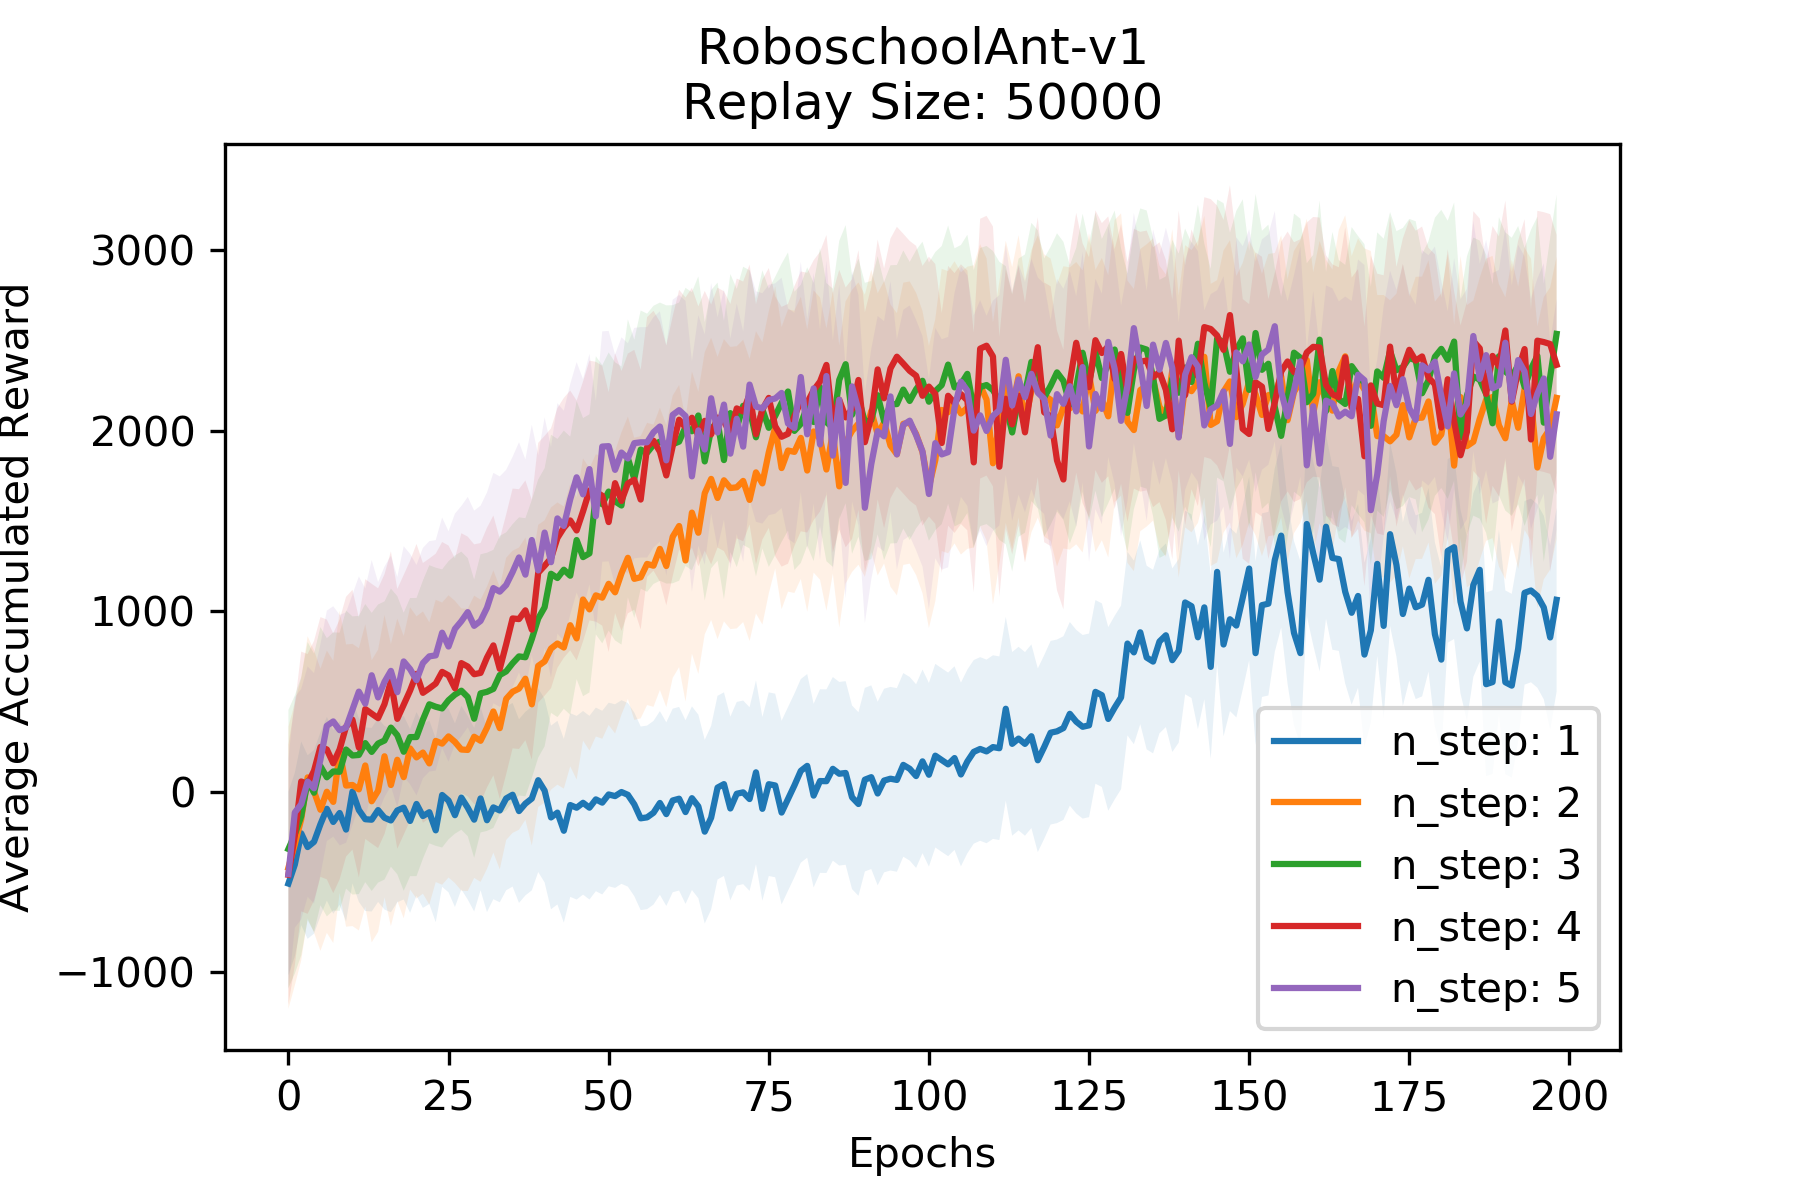 RoboschoolAnt-v1
Replay Size: 50000
Average Accumulated Reward
3000
2000
1000
0
−1000
n_step: 1
n_step: 2
n_step: 3
n_step: 4
n_step: 5
0 25 50 75 100 125 150 175 200
Epochs